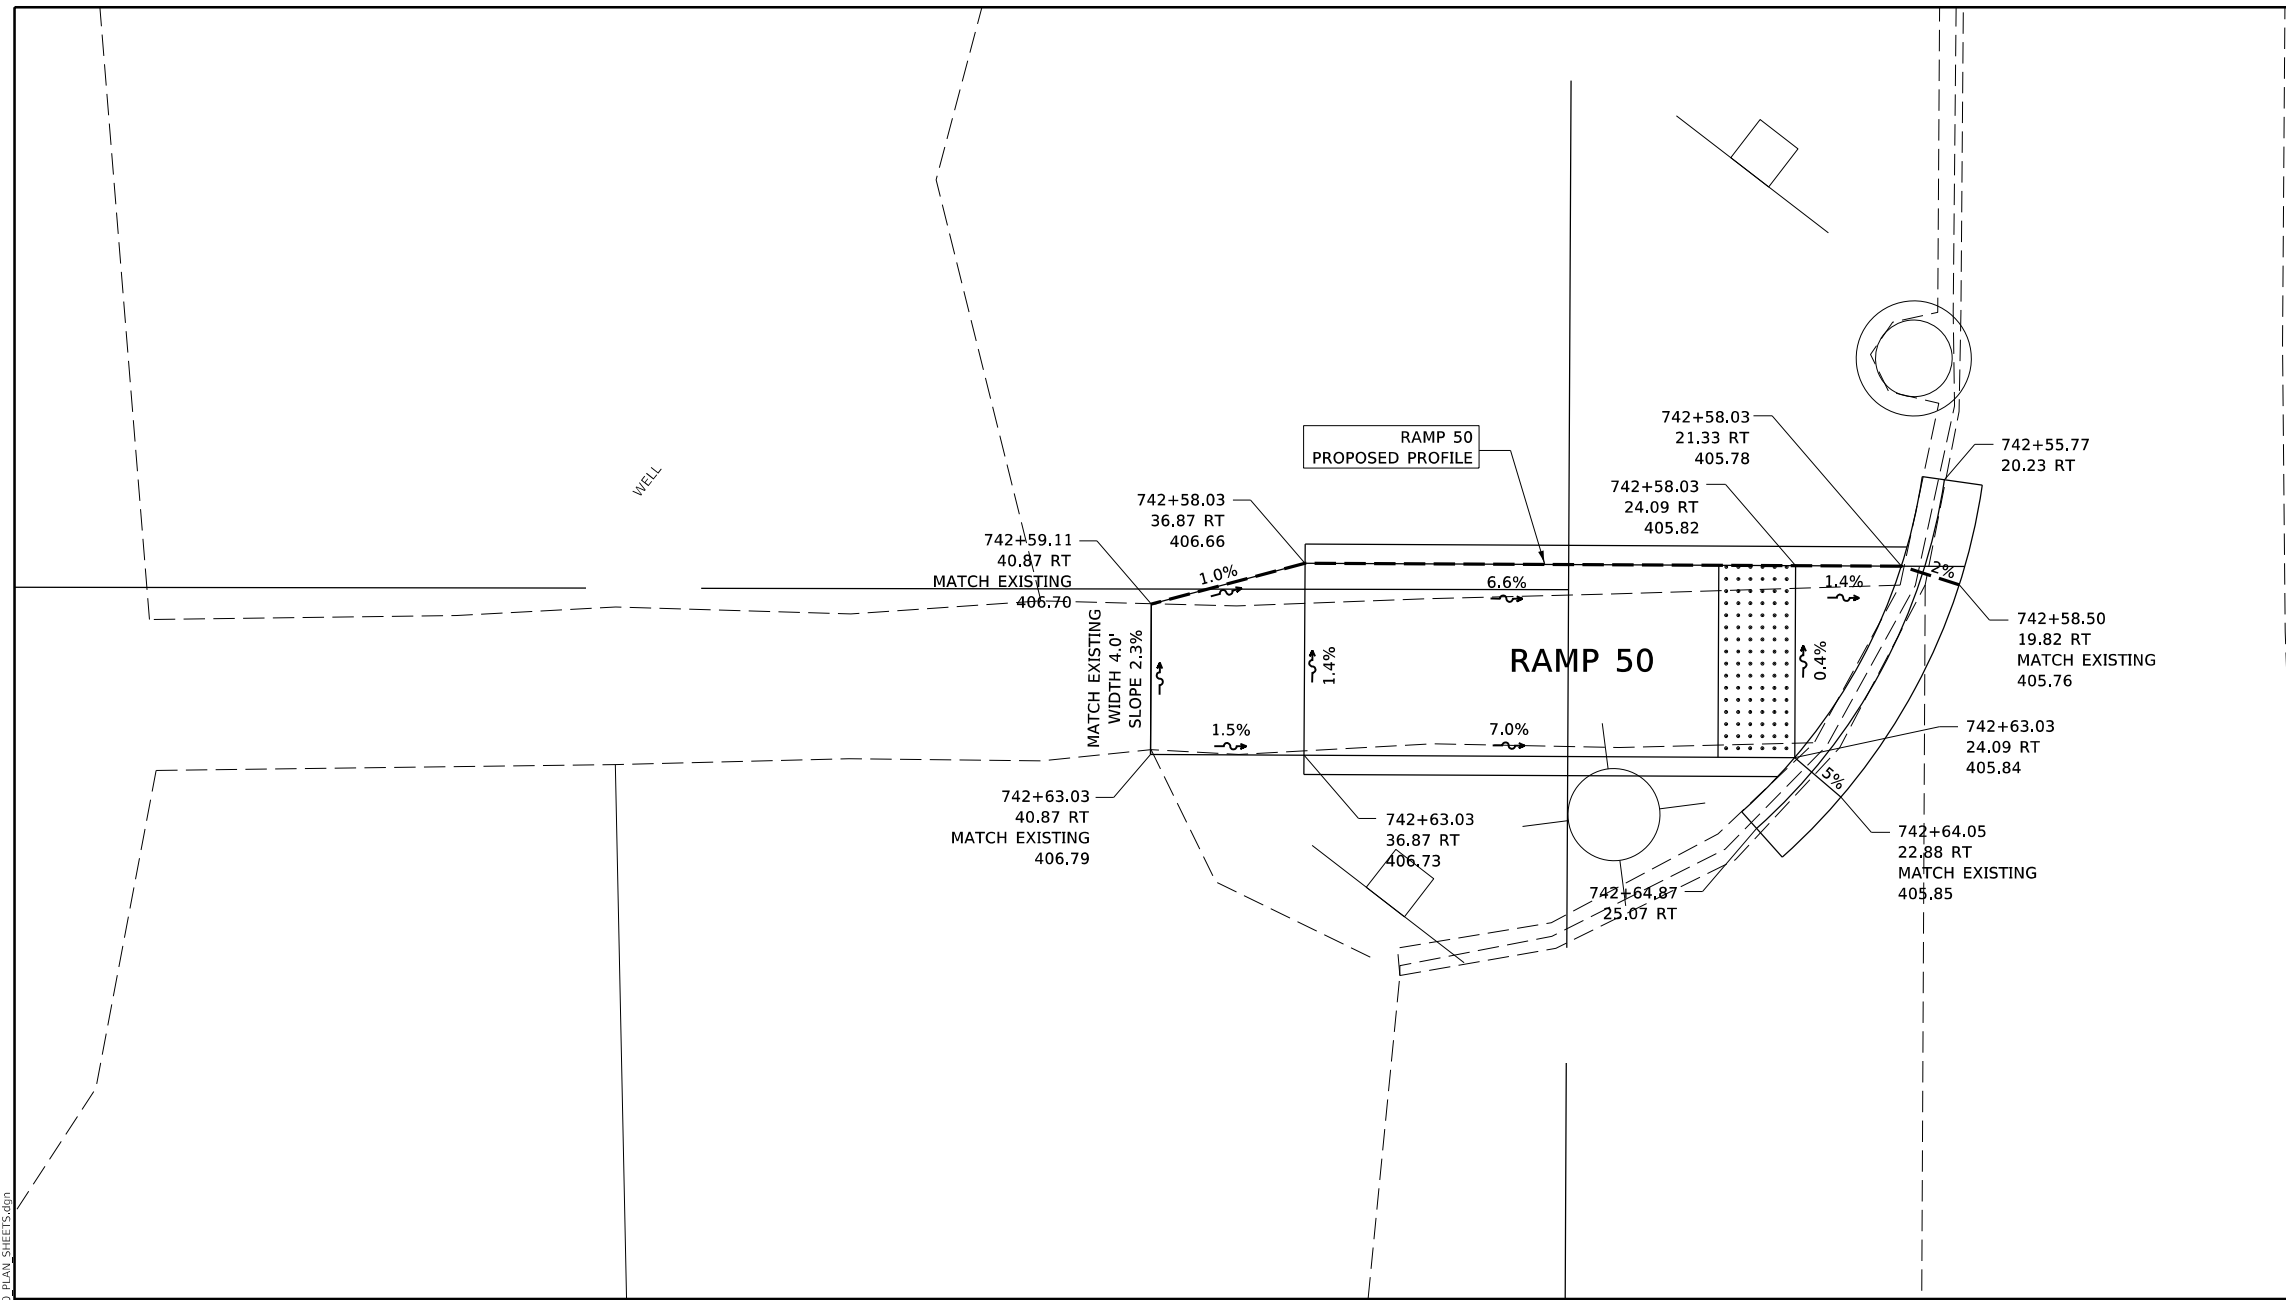 742+58.03
21.33 RT
405.78
RAMP 50
PROPOSED PROFILE
742+55.77
20.23 RT
WELL
742+58.03
24.09 RT
405.82
742+58.03
36.87 RT
406.66
742+59.11
40.87 RT
MATCH EXISTING
406.70
1.0%
6.6%
1.4%
2%
742+58.50
19.82 RT
MATCH EXISTING
405.76
MATCH EXISTING
WIDTH 4.0'
SLOPE 2.3%
1.4%
RAMP 50
0.4%
1.5%
7.0%
742+63.03
24.09 RT
405.84
5%
742+63.03
40.87 RT
MATCH EXISTING
406.79
742+63.03
36.87 RT
406.73
742+64.05
22.88 RT
MATCH EXISTING
405.85
742+64.87
25.07 RT
PLAN_SHEETS.dgn